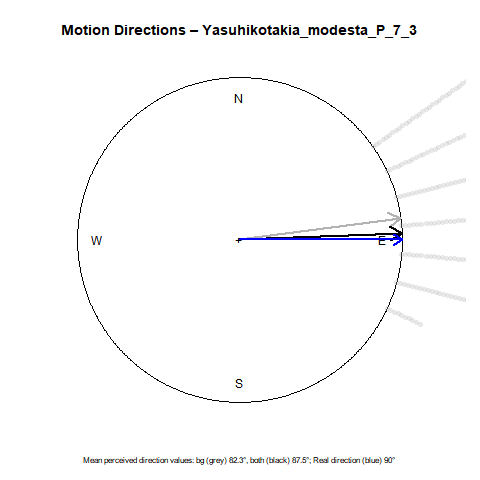 Motion Directions – Yasuhikotakia_modesta_P_7_3
N
W
E
S
Mean perceived direction values: bg (grey) 82.3°, both (black) 87.5°; Real direction (blue) 90°